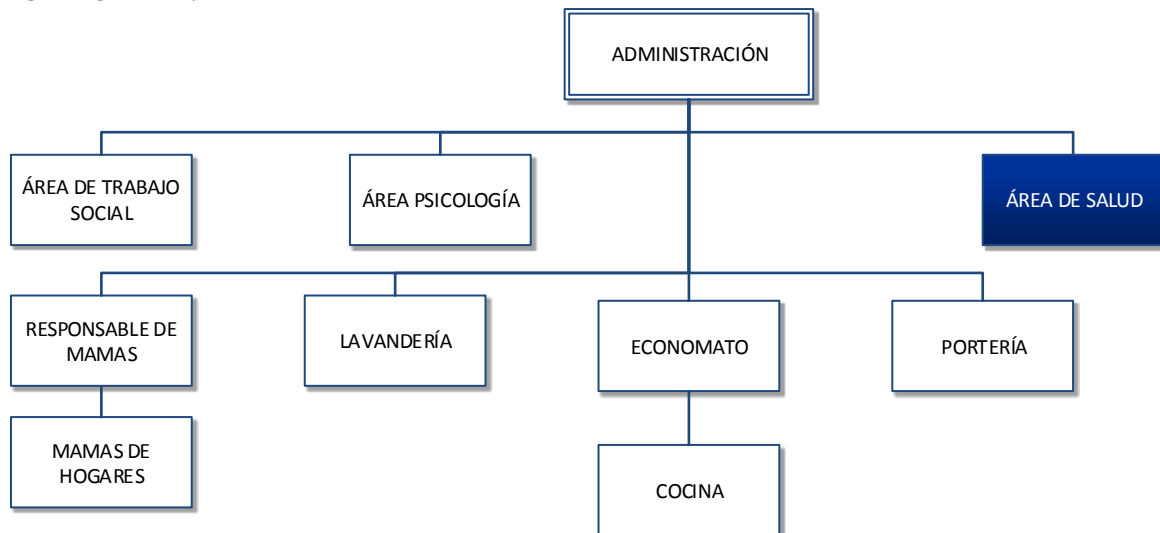 ADMINISTRACIÓN
ÁREA DE TRABAJO
SOCIAL
ÁREA PSICOLOGÍA
ÁREA DE SALUD
RESPONSABLE DE
MAMAS
LAVANDERÍA
ECONOMATO
PORTERÍA
MAMAS DE
HOGARES
COCINA